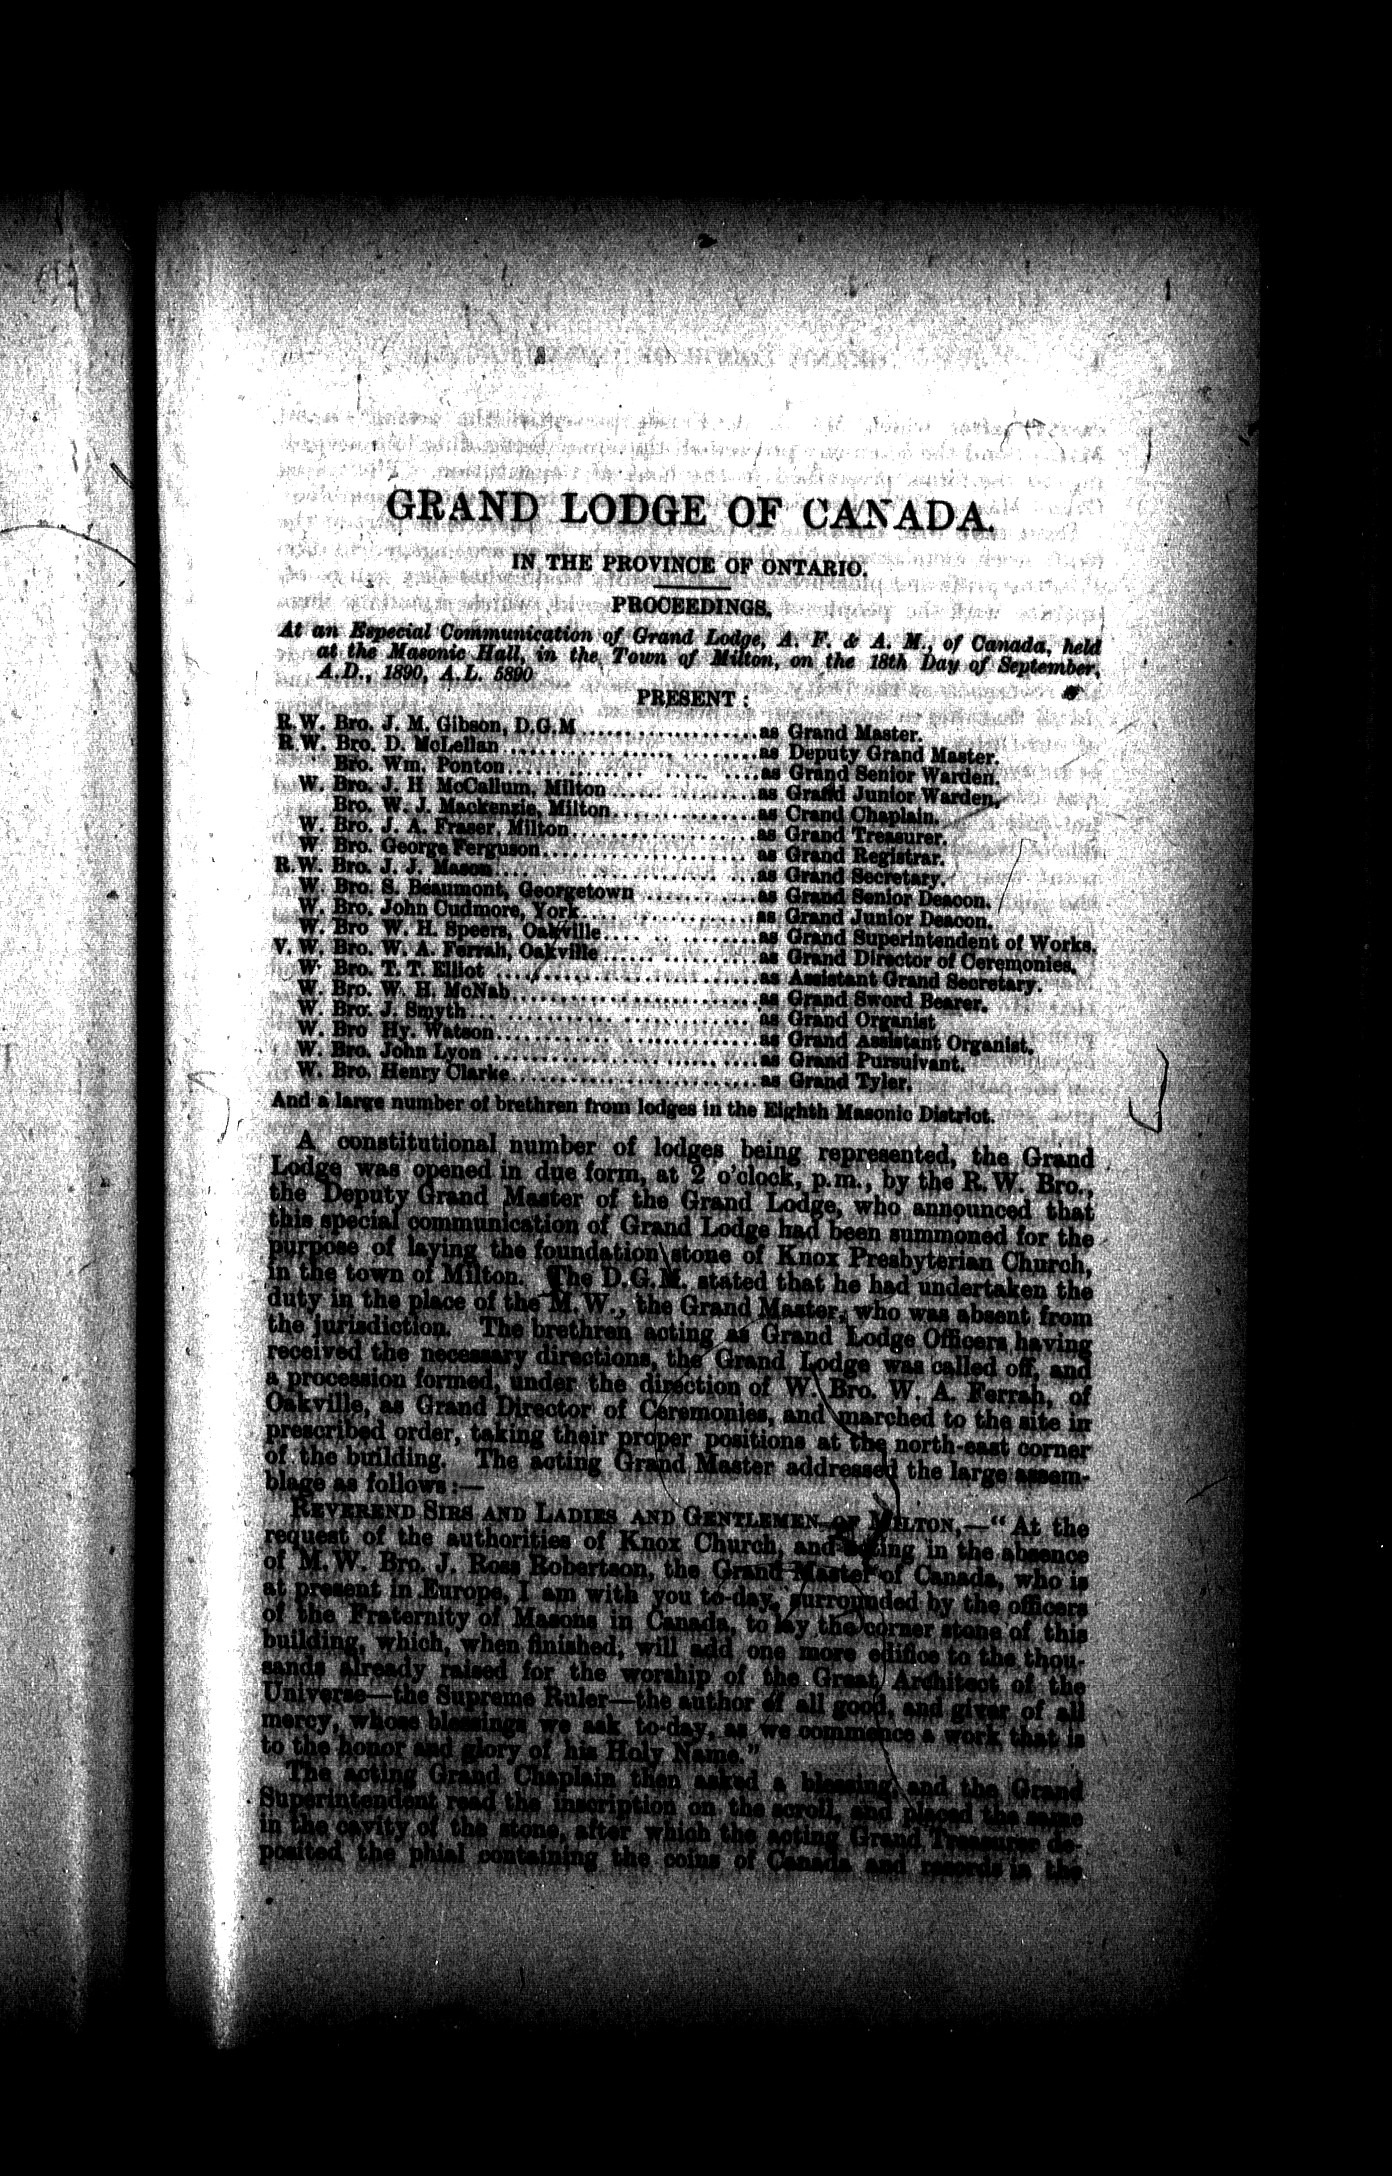 GRAND LODGE OF CANADA.
IN THE PROVINCE OF ONTARIO.
PROCEEDINGS.
At an Especial Communication of Grand Lodge, A. F. & A. M., of Canada, held
at the Masonic Hall, in the Town of Milton, on the 18th Day of September,
A.D., 1890, A.L. 5890
PRESENT :
R. W. Bro. J. M. Gibson, D.G.M..................as Grand Master.
R. W. Bro. D. McLellan ........................as Deputy Grand Master.
Bro. Wm. Ponton.............. ..... ....as Grand Senior Warden.
W. Bro. J. H McCallum, Milton...... ..........as Grand Junior Warden.
Bro. W. J. Mackenzie, Milton...............as Crand Chaplain.
W. Bro. J. A. Fraser, Milton...................as Grand Treasurer.
W. Bro. George Ferguson...................... as Grand Registrar.
R. W. Bro. J. J. Mason... .................. ...as Grand Secretary.
W. Bro. S. Beaumont, Georgetown ............as Grand Senior Deacon.
W. Bro. John Cudmore, York.... ..............as Grand Junior Deacon.
W. Bro W. H. Speers, Oakville.... .. .........as Grand Superintendent of Works.
V. W. Bro. W. A. Ferrah, Oakville...... ..........as Grand Director of Ceremonies.
W. Bro. T. T. Elliot ..........................as Assistant Grand Secretary.
W. Bro. W. H. McNab.........................as Grand Sword Bearer.
W. Bro. J. Smyth... ........... ............. as Grand Organist
W. Bro Hy. Watson............ .............as Grand Assistant Organist.
W. Bro. John Lyon ...........................as Grand Pursuivant.
W. Bro. Henry Clarke.........................as Grand Tyler.
And a large number of brethren from lodges in the Eighth Masonic District.
A constitutional number of lodges being represented, the Grand
Lodge was opened in due form, at 2 o'clock, p.m., by the R. W. Bro.,
the Deputy Grand Master of the Grand Lodge, who announced that
this special communication of Grand Lodge had been summoned for the
purpose of laying the foundation stone of Knox Presbyterian Church,
in the town of Milton. The D.G.M. stated that he had undertaken the
duty in the place of the M.W., the Grand Master, who was absent from
the jurisdiction. The brethren acting as Grand Lodge Officers having
received the necessary directions, the Grand Lodge was called off, and
a procession formed, under the direction of W. Bro. W. A. Ferrah, of
Oakville, as Grand Director of Ceremonies, and marched to the site in
prescribed order, taking their proper positions at the north-east corner
of the building. The acting Grand Master addressed the large assem-
blage as follows :—
REVEREND SIRS AND LADIES AND GENTLEMEN OF MILTON,—“ At the
request of the authorities of Knox Church, and acting in the absence
of M.W. Bro. J. Ross Robertson, the Grand Master of Canada, who is
at present in Europe, I am with you to-day, surrounded by the officers
of the Fraternity of Masons in Canada, to lay the corner stone of this
building, which, when finished, will add one more edifice to the thou-
sands already raised for the worship of the Great Architect of the
Universe—the Supreme Ruler—the author of all good, and giver of all
mercy, whose blessings we ask to-day, as we commence a work that is
to the honor and glory of his Holy Name.”
The acting Grand Chaplain then asked a blessing, and the Grand
Superintendent read the inscription on the scroll, and placed the same
in the cavity of the stone, after which the acting Grand Treasurer de-
posited the phial containing the coins of Canada and records in the